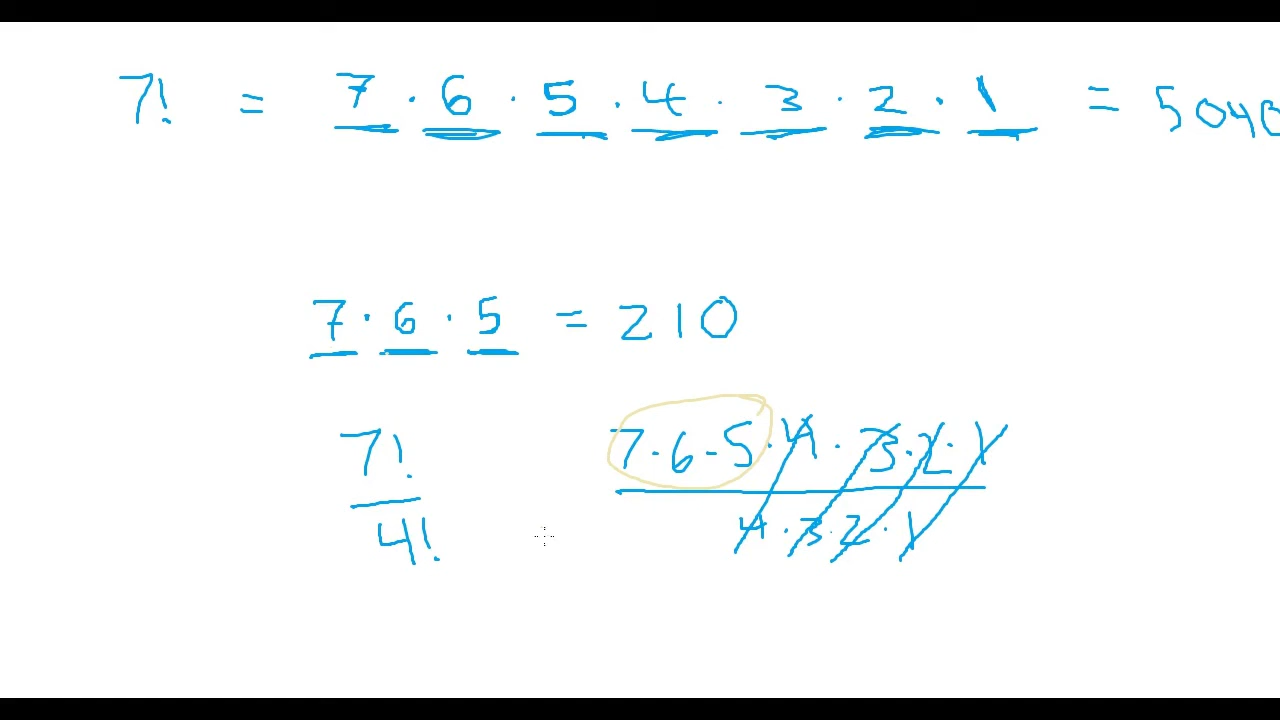 7! = 7 · 6 · 5 · 4 · 3 · 2 · 1 = 5040
7 · 6 · 5 = 210
7! 7 · 6 · 5 · 4 · 3 · 2 · 1
4! 4 · 3 · 2 · 1